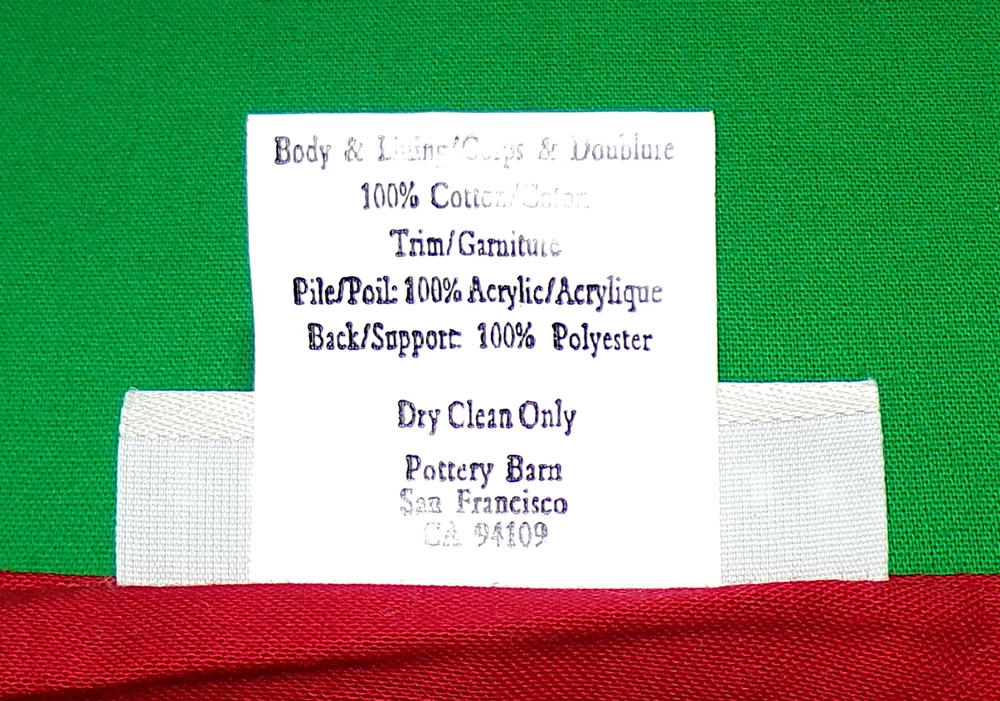 Body & Lining/Corps & Doublure
100% Cotton/Coton
Trim/Garniture
Pile/Poil: 100% Acrylic/Acrylique
Back/Support: 100% Polyester
Dry Clean Only
Pottery Barn
San Francisco
CA 94109